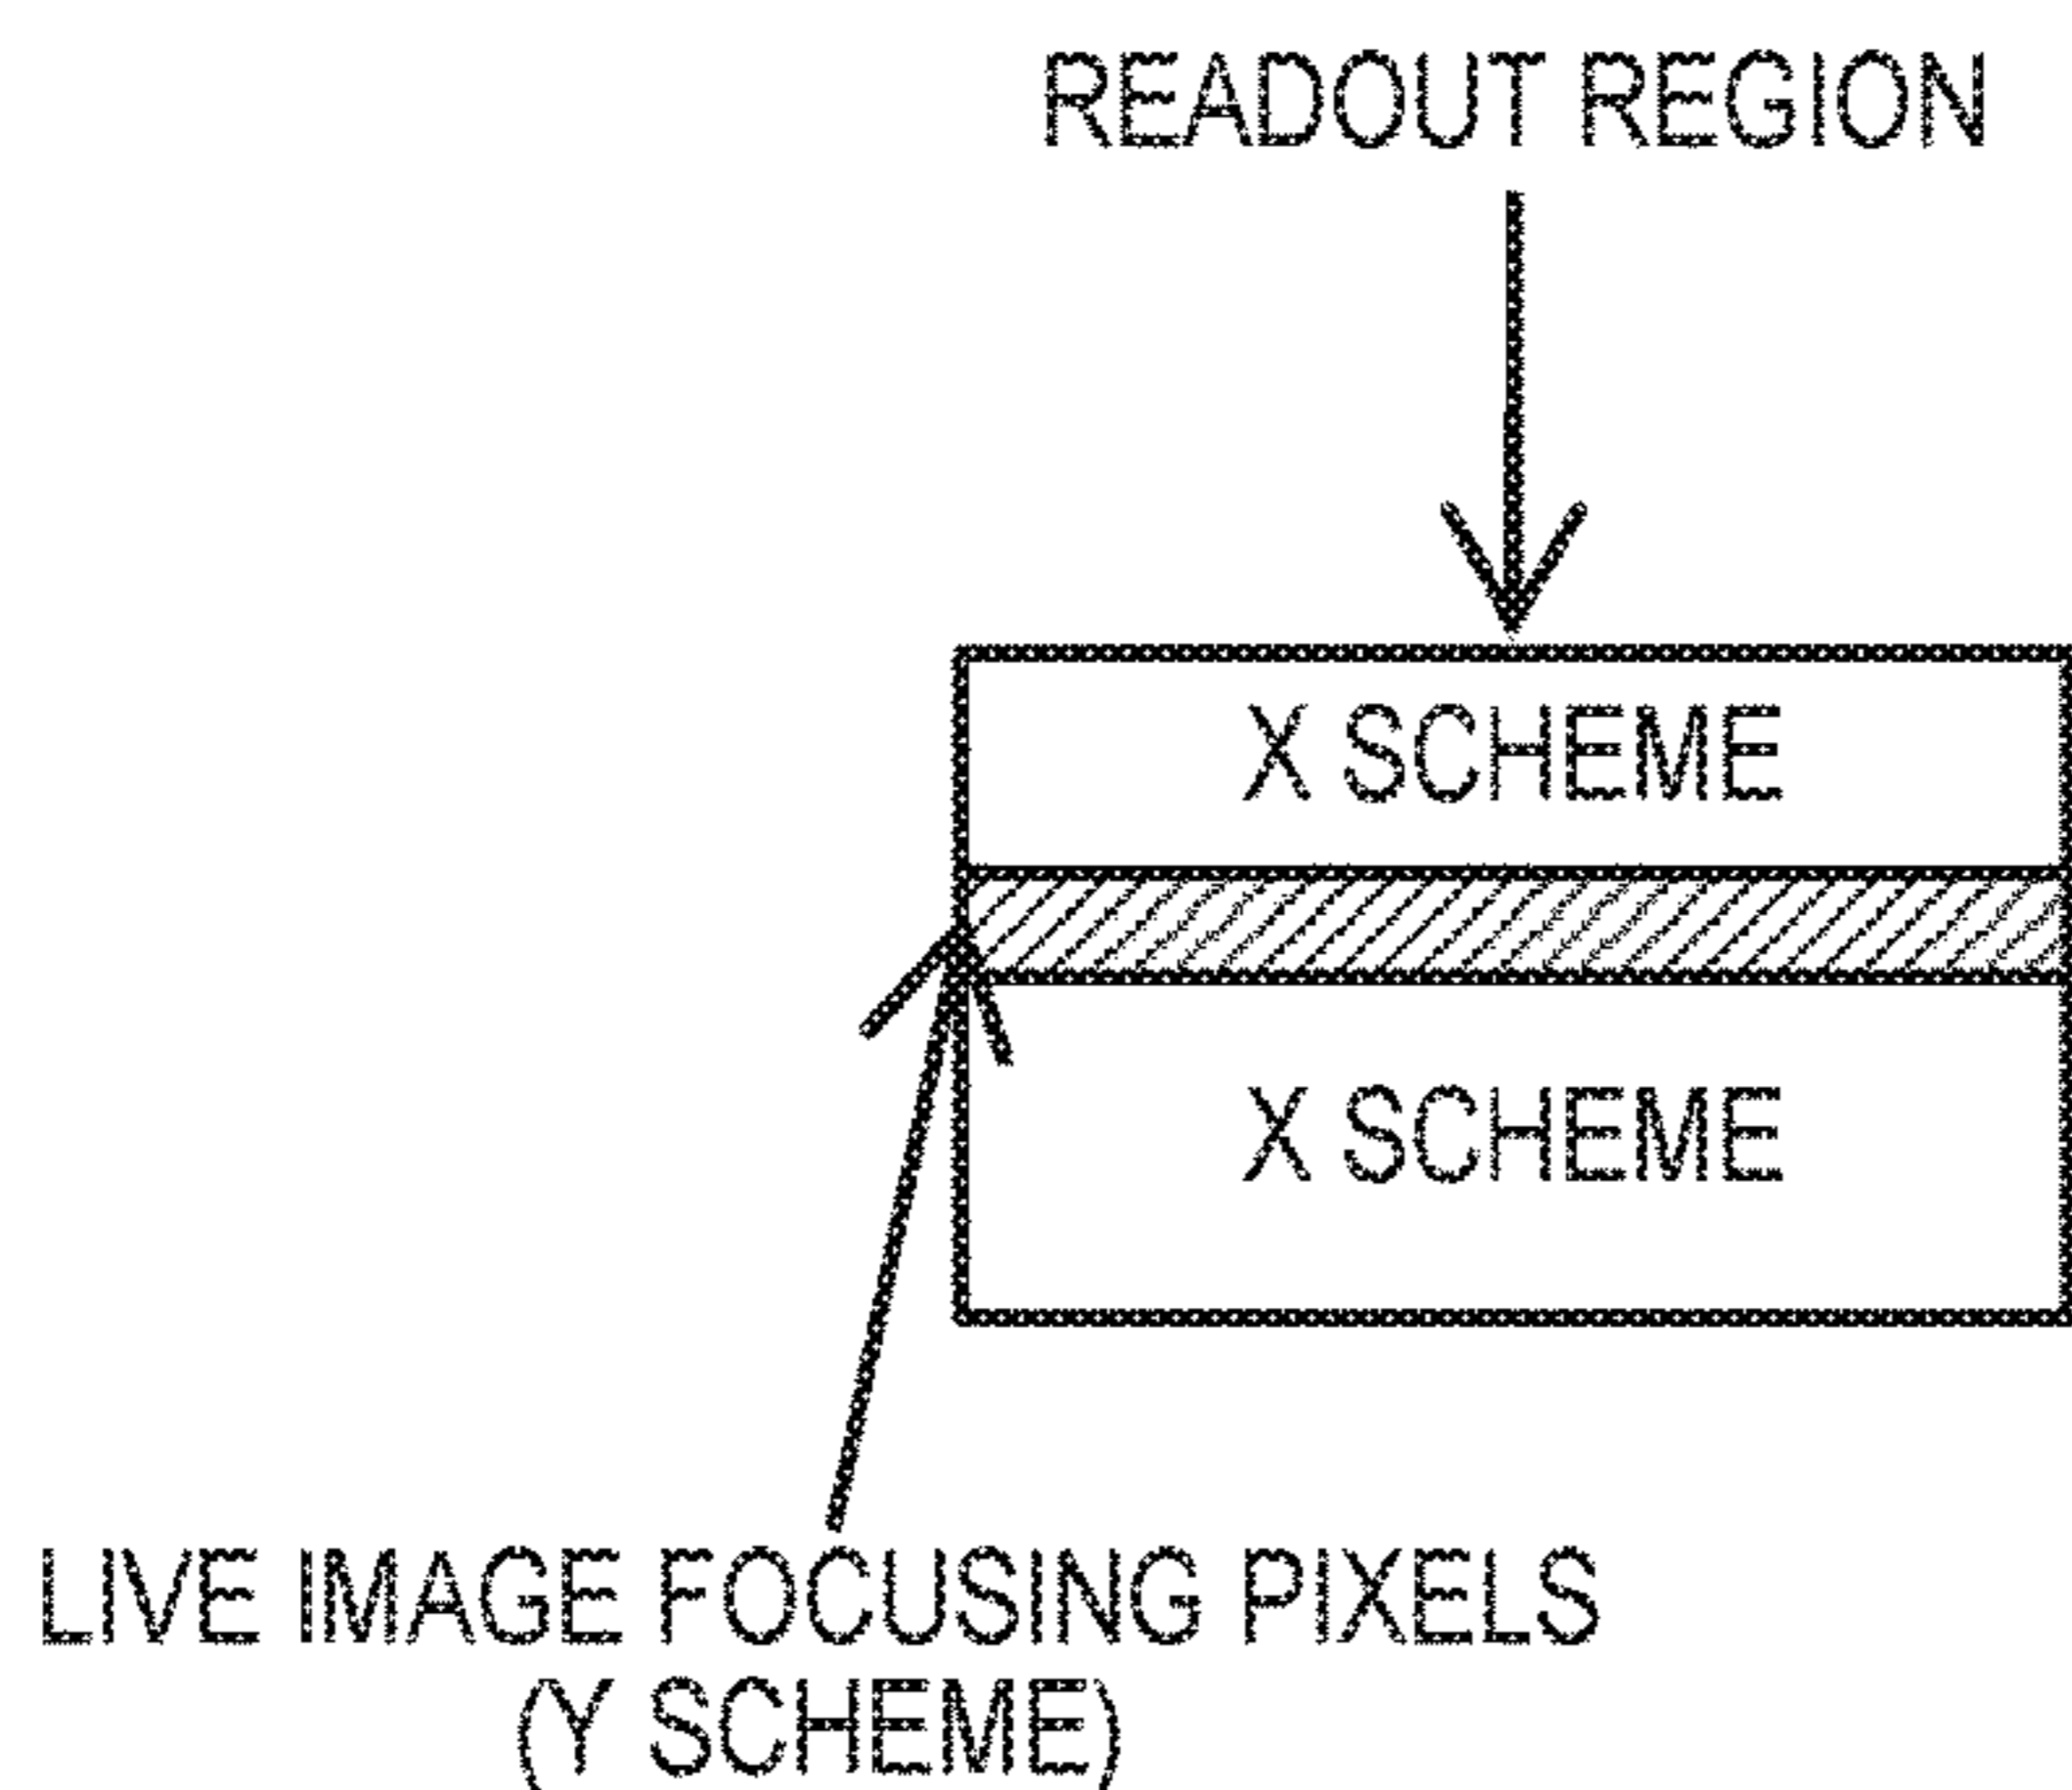 READOUT REGION
X SCHEME
X SCHEME
LIVE IMAGE FOCUSING PIXELS
(Y SCHEME)